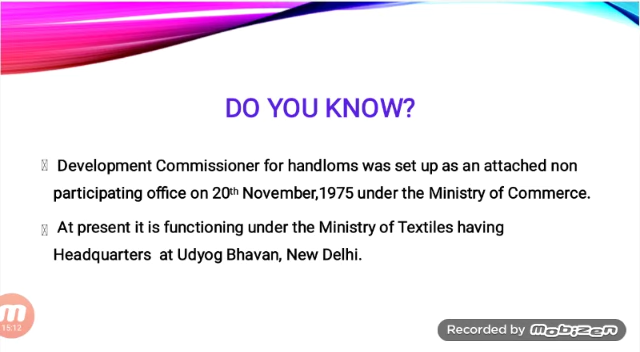 DO YOU KNOW?
Development Commissioner for handloms was set up as an attached non
participating office on 20th November,1975 under the Ministry of Commerce.
At present it is functioning under the Ministry of Textiles having
Headquarters at Udyog Bhavan, New Delhi.
m
15:12
Recorded by Mobizen